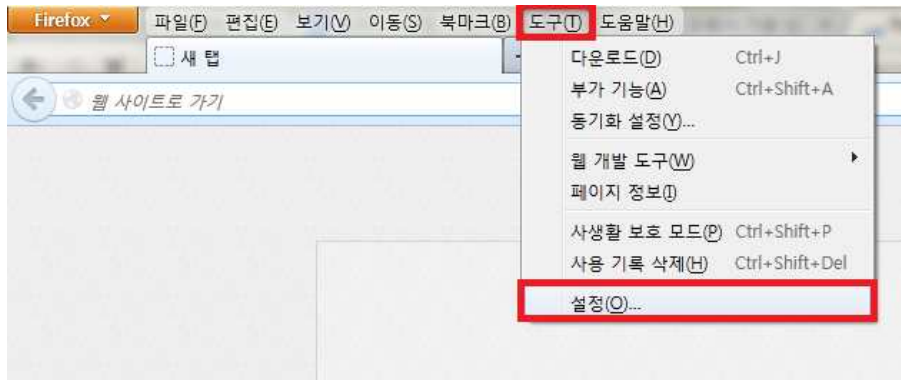 Firefox 파일(F) 편집(E) 보기(V) 이동(S) 북마크(B) 도구(T) 도움말(H)
새 탭
웹 사이트로 가기
다운로드(D) Ctrl+J
부가 기능(A) Ctrl+Shift+A
동기화 설정(Y)...
웹 개발 도구(W)
페이지 정보(I)
사생활 보호 모드(P) Ctrl+Shift+P
사용 기록 삭제(H) Ctrl+Shift+Del
설정(O)...